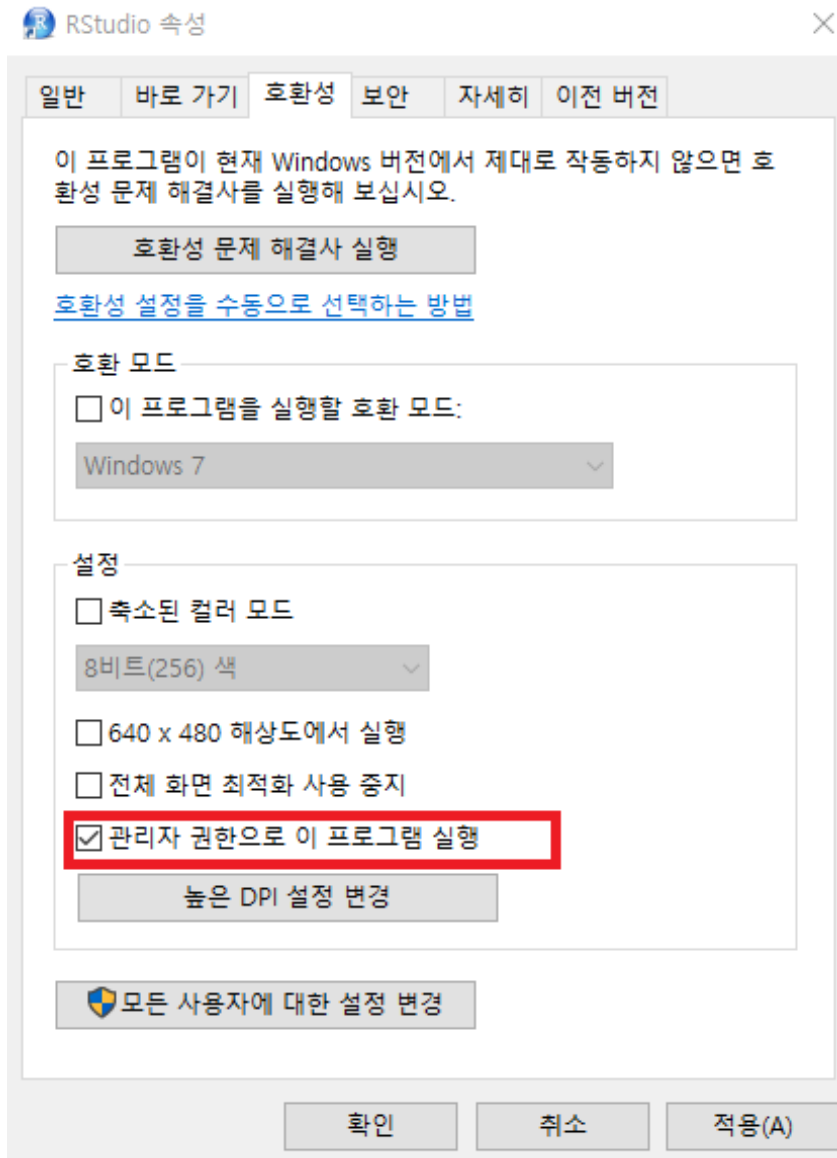 RStudio 속성
일반 바로 가기 호환성 보안 자세히 이전 버전
이 프로그램이 현재 Windows 버전에서 제대로 작동하지 않으면 호
환성 문제 해결사를 실행해 보십시오.
호환성 문제 해결사 실행
호환성 설정을 수동으로 선택하는 방법
호환 모드
이 프로그램을 실행할 호환 모드:
Windows 7
설정
축소된 컬러 모드
8비트(256) 색
640 x 480 해상도에서 실행
전체 화면 최적화 사용 중지
관리자 권한으로 이 프로그램 실행
높은 DPI 설정 변경
모든 사용자에 대한 설정 변경
확인 취소 적용(A)